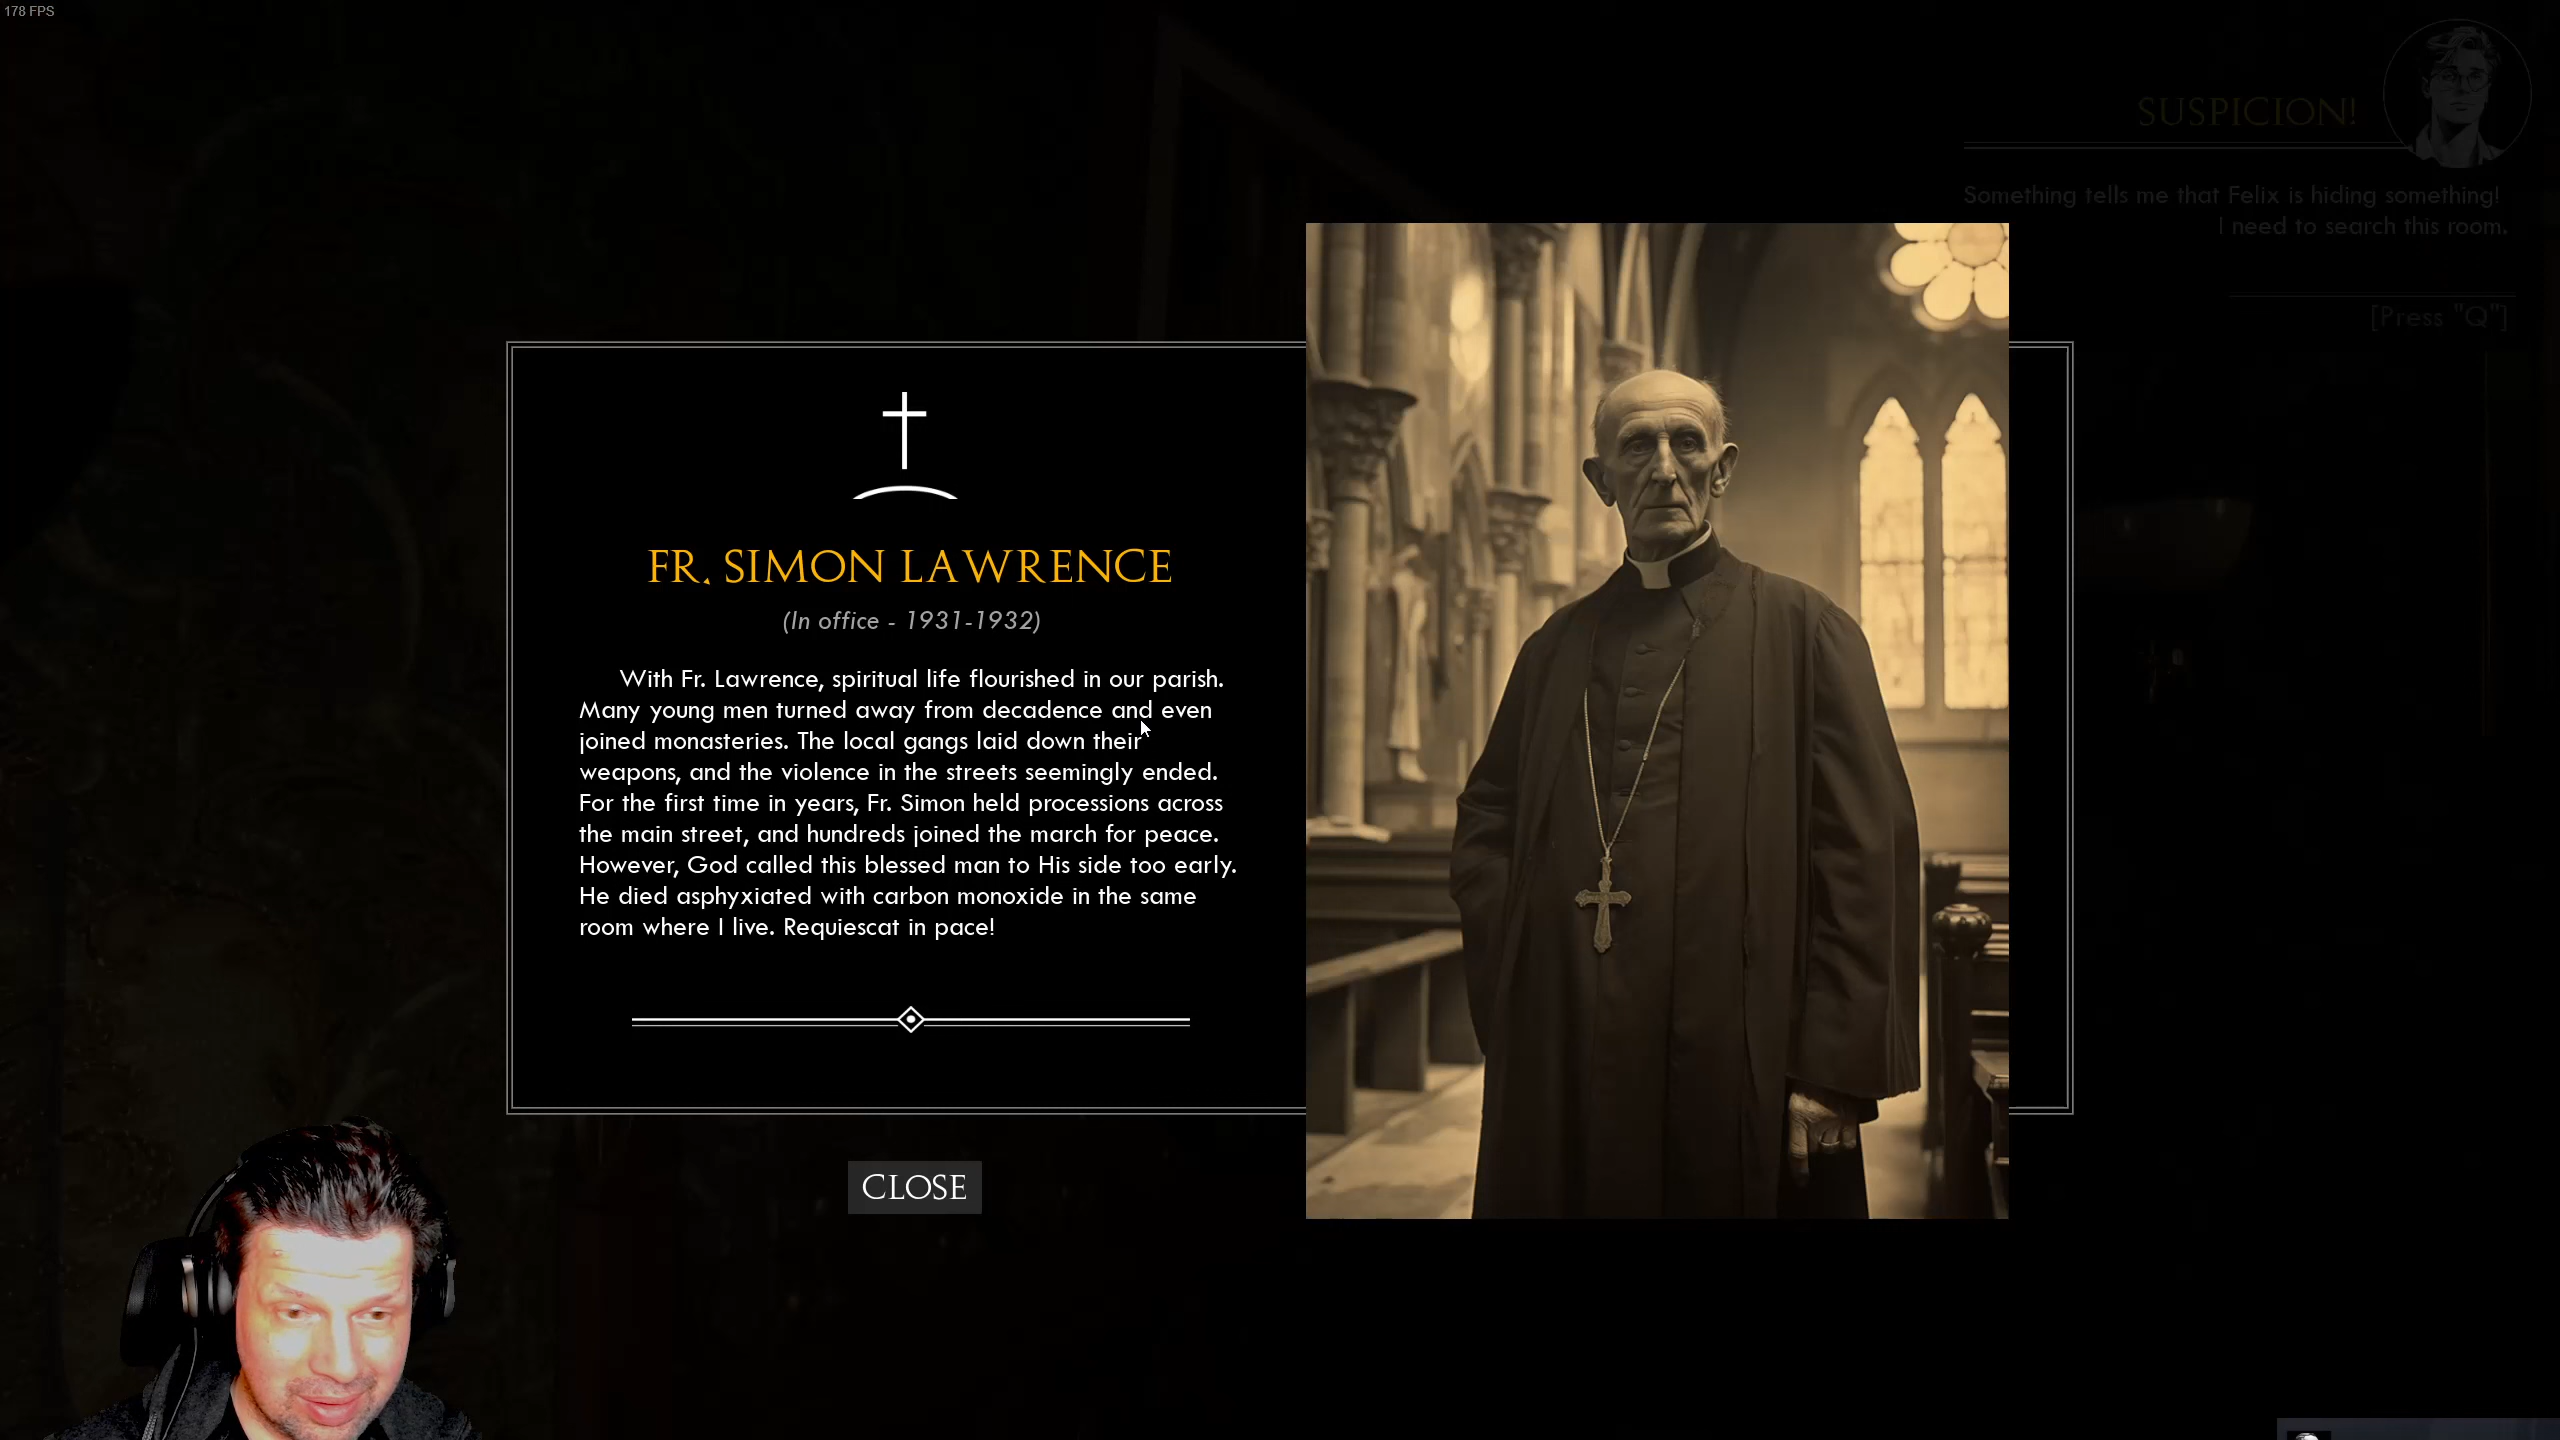 178 FPS
SUSPICION!
Something tells me that Felix is hiding something!
I need to search this room.
[Press "Q"]
FR. SIMON LAWRENCE
(In office - 1931-1932)
With Fr. Lawrence, spiritual life flourished in our parish.
Many young men turned away from decadence and even
joined monasteries. The local gangs laid down their
weapons, and the violence in the streets seemingly ended.
For the first time in years, Fr. Simon held processions across
the main street, and hundreds joined the march for peace.
However, God called this blessed man to His side too early.
He died asphyxiated with carbon monoxide in the same
room where I live. Requiescat in pace!
CLOSE